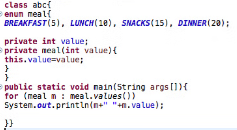 class abc{
enum meal{
BREAKFAST(5), LUNCH(10), SNACKS(15), DINNER(20);
private int value;
private meal(int value){
this.value=value;
}
}
public static void main(String args[]){
for (meal m : meal.values())
System.out.println(m+" "+m.value);
}}